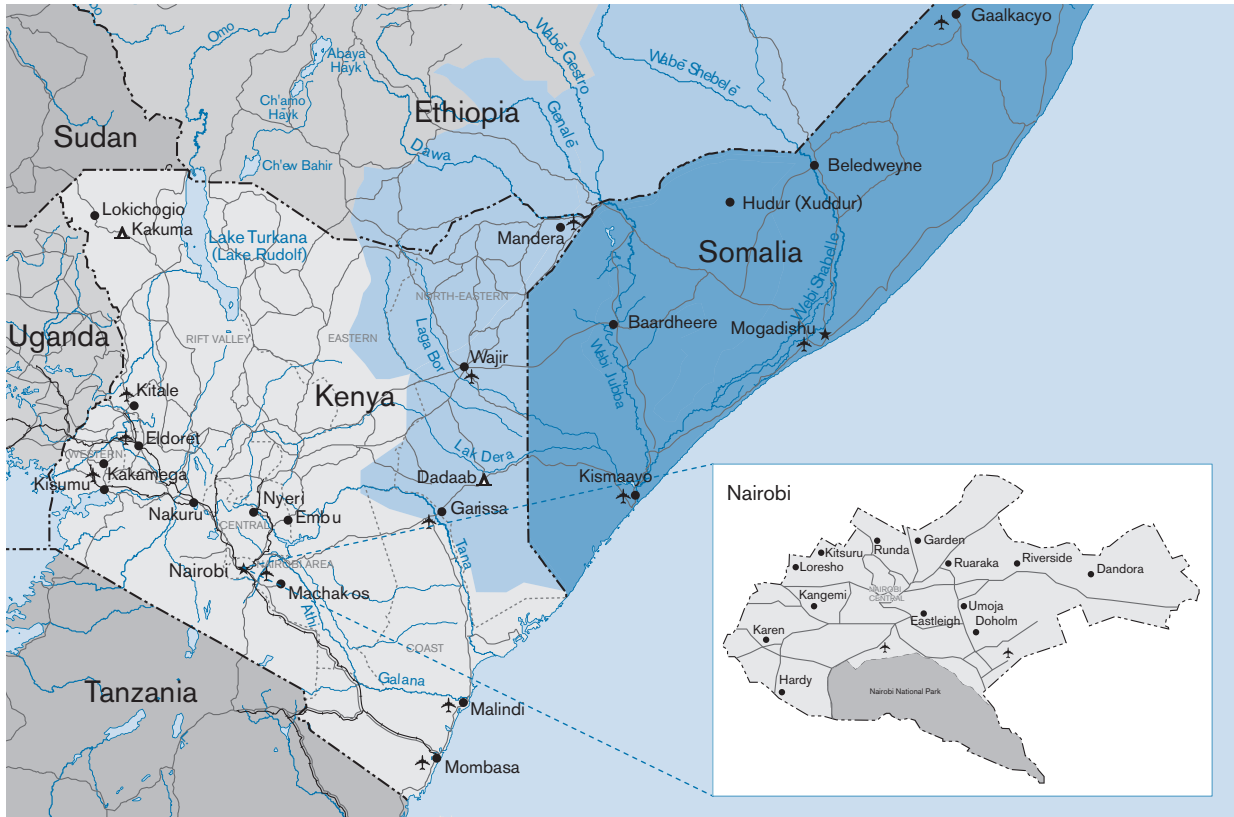 Gaalkacyo
Omo
Abaya
Hayk
Wabē Gestro
Wabē Shebelē
Ch'amo
Hayk
Ethiopia
Genalē
Sudan
Dawa
Ch'ew Bahir
Beledweyne
Lokichogio
Kakuma
Hudur (Xuddur)
Lake Turkana
(Lake Rudolf)
Mandera
Somalia
Webi Shabelle
NORTH-EASTERN
Uganda
RIFT VALLEY
EASTERN
Laga Bor
Baardheere
Mogadishu
Wajir
Webi Jubba
Kitale
Kenya
Eldoret
WESTERN
Kakamega
Kisumu
Lak Dera
Dadaab
Kismaayo
Nakuru
Nyeri
CENTRAL
Embu
Garissa
Tana
Nairobi
NAIROBI AREA
Machakos
Athi
COAST
Tanzania
Galana
Malindi
Mombasa
Nairobi
Kitsuru
Runda
Garden
Loresho
Ruaraka
Riverside
Dandora
NAIROBI
CENTRAL
Kangemi
Umoja
Eastleigh
Doholm
Karen
Hardy
Nairobi National Park